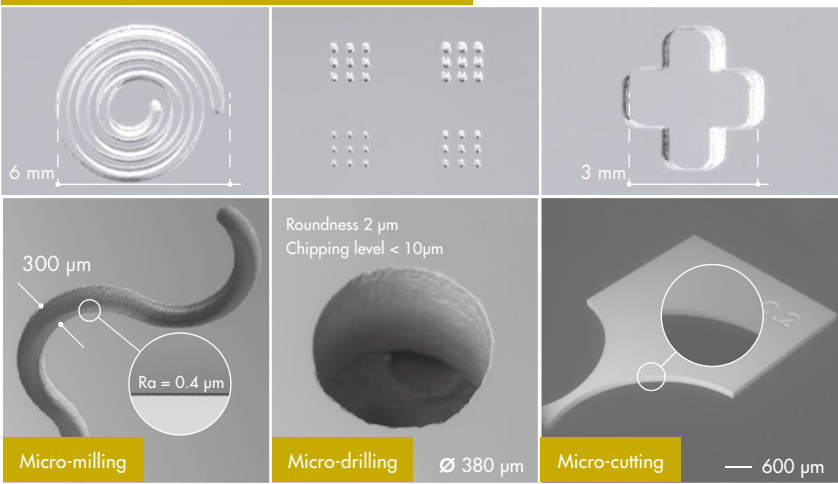 6 mm
3 mm
300 μm
Ra = 0.4 μm
Micro-milling
Roundness 2 μm
Chipping level < 10μm
Micro-drilling
Ø 380 μm
Micro-cutting
600 μm